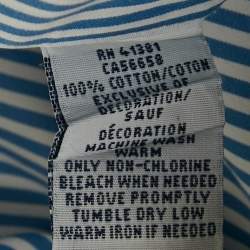 RN 41381
CA56658
100% COTTON/COTON
EXCLUSIVE OF
DECORATION/
SAUF
DÉCORATION
MACHINE WASH
WARM
ONLY NON-CHLORINE
BLEACH WHEN NEEDED
REMOVE PROMPTLY
TUMBLE DRY LOW
WARM IRON IF NEEDED